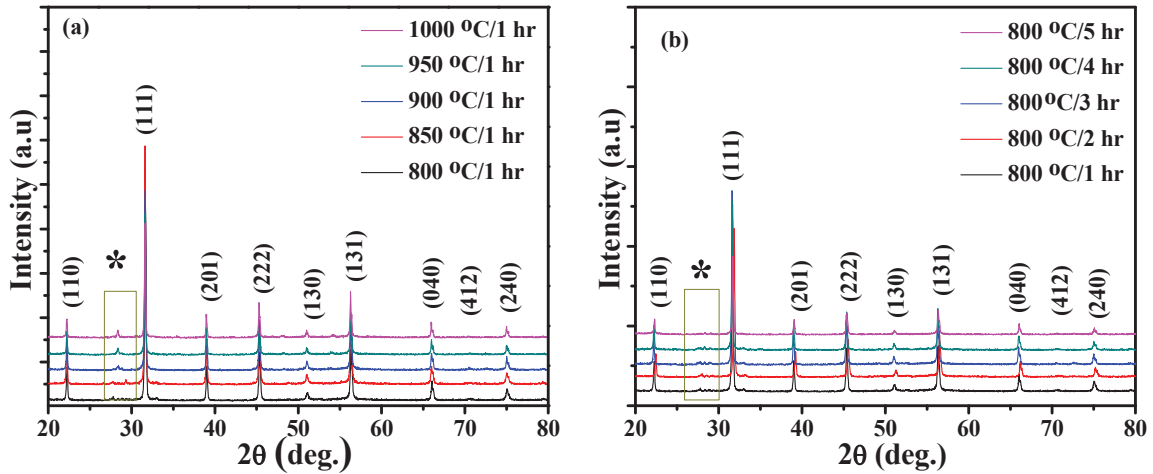 (a)
1000 ºC/1 hr
950 ºC/1 hr
900 ºC/1 hr
850 ºC/1 hr
800 ºC/1 hr
Intensity (a.u)
(110)
*
(111)
(201)
(222)
(130)
(131)
(040)
(412)
(240)
20 30 40 50 60 70 80
2θ (deg.)
(b)
800 ºC/5 hr
800 ºC/4 hr
800ºC/3 hr
800 ºC/2 hr
800 ºC/1 hr
Intensity (a.u)
(110)
*
(111)
(201)
(222)
(130)
(131)
(040)
(412)
(240)
20 30 40 50 60 70 80
2θ (deg.)